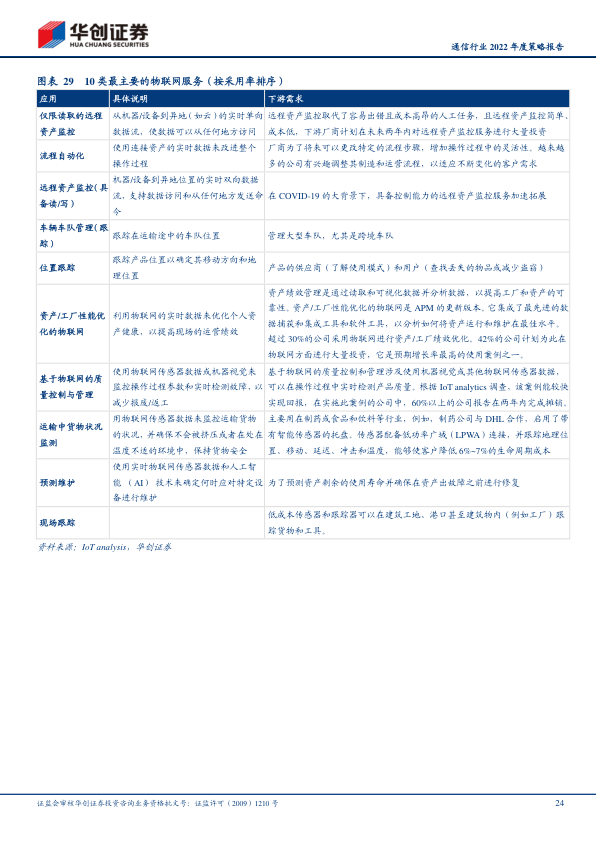 华创证券
HUA CHUANG SECURITIES
通信行业 2022 年度策略报告
图表 29 10 类最主要的物联网服务（按采用率排序）
应用 具体说明 下游需求
仅限读取的远程
资产监控
从机器/设备到异地（如云）的实时单向
数据流，使数据可以从任何地方访问
远程资产监控取代了容易出错且成本高昂的人工任务，且远程资产监控简单、
成本低，下游厂商计划在未来两年内对远程资产监控服务进行大量投资
流程自动化
使用连接资产的实时数据来改进整个
操作过程
厂商为了将来可以更改特定的流程步骤，增加操作过程中的灵活性。越来越
多的公司有兴趣调整其制造和运营流程，以适应不断变化的客户需求
远程资产监控(具
备读/写)
机器/设备到异地位置的实时双向数据
流，支持数据访问和从任何地方发送命
令
在 COVID-19 的大背景下，具备控制能力的远程资产监控服务加速拓展
车辆车队管理(跟
踪)
跟踪在运输途中的车队位置
管理大型车队，尤其是跨境车队
位置跟踪
跟踪产品位置以确定其移动方向和地
理位置
产品的供应商（了解使用模式）和用户（查找丢失的物品或减少盗窃）
资产/工厂性能优
化的物联网
利用物联网的实时数据来优化个人资
产健康，以提高现场的运营绩效
资产绩效管理是通过读取和可视化数据并分析数据，以提高工厂和资产的可
靠性。资产/工厂性能优化的物联网是 APM 的更新版本。它集成了最先进的数
据捕获和集成工具和软件工具，以分析如何将资产运行和维护在最佳水平。
超过 30%的公司采用物联网进行资产/工厂绩效优化。42%的公司计划为此在
物联网方面进行大量投资，它是预期增长率最高的使用案例之一。
基于物联网的质
量控制与管理
使用物联网传感器数据或机器视觉来
监控操作过程参数和实时检测故障，以
减少报废/返工
基于物联网的质量控制和管理涉及使用机器视觉或其他物联网传感器数据，
可以在操作过程中实时检测产品质量。根据 IoT analytics 调查，该案例能较快
实现回报，在实施此案例的公司中，60%以上的公司报告在两年内完成摊销。
运输中货物状况
监测
用物联网传感器数据来监控运输货物
的状况，并确保不会被挤压或者在处在
温度不适的环境中，保持货物安全
主要用在制药或食品和饮料等行业，例如，制药公司与 DHL 合作，启用了带
有智能传感器的托盘。传感器配备低功率广域（LPWA）连接，并跟踪地理位
置、移动、延迟、冲击和温度，能够使客户降低 6%~7%的生命周期成本
预测维护
使用实时物联网传感器数据和人工智
能（AI）技术来确定何时应对特定设
备进行维护
为了预测资产剩余的使用寿命并确保在资产出故障之前进行修复
现场跟踪
低成本传感器和跟踪器可以在建筑工地、港口甚至建筑物内（例如工厂）跟
踪货物和工具。
资料来源：IoT analysis，华创证券
证监会审核华创证券投资咨询业务资格批文号：证监许可（2009）1210 号
24